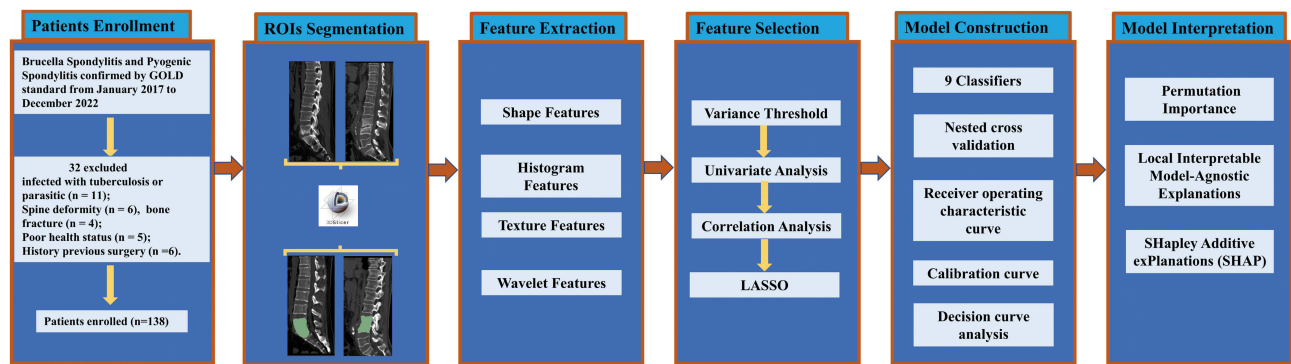 Patients Enrollment
Brucella Spondylitis and Pyogenic
Spondylitis confirmed by GOLD
standard from January 2017 to
December 2022
32 excluded
infected with tuberculosis or
parasitic (n = 11);
Spine deformity (n = 6), bone
fracture (n = 4);
Poor health status (n = 5);
History previous surgery (n =6).
Patients enrolled (n=138)
ROIs Segmentation
3DSlicer
Feature Extraction
Shape Features
Histogram
Features
Texture Features
Wavelet Features
Feature Selection
Variance Threshold
Univariate Analysis
Correlation Analysis
LASSO
Model Construction
9 Classifiers
Nested cross
validation
Receiver operating
characteristic
curve
Calibration curve
Decision curve
analysis
Model Interpretation
Permutation
Importance
Local Interpretable
Model-Agnostic
Explanations
SHapley Additive
exPlanations (SHAP)